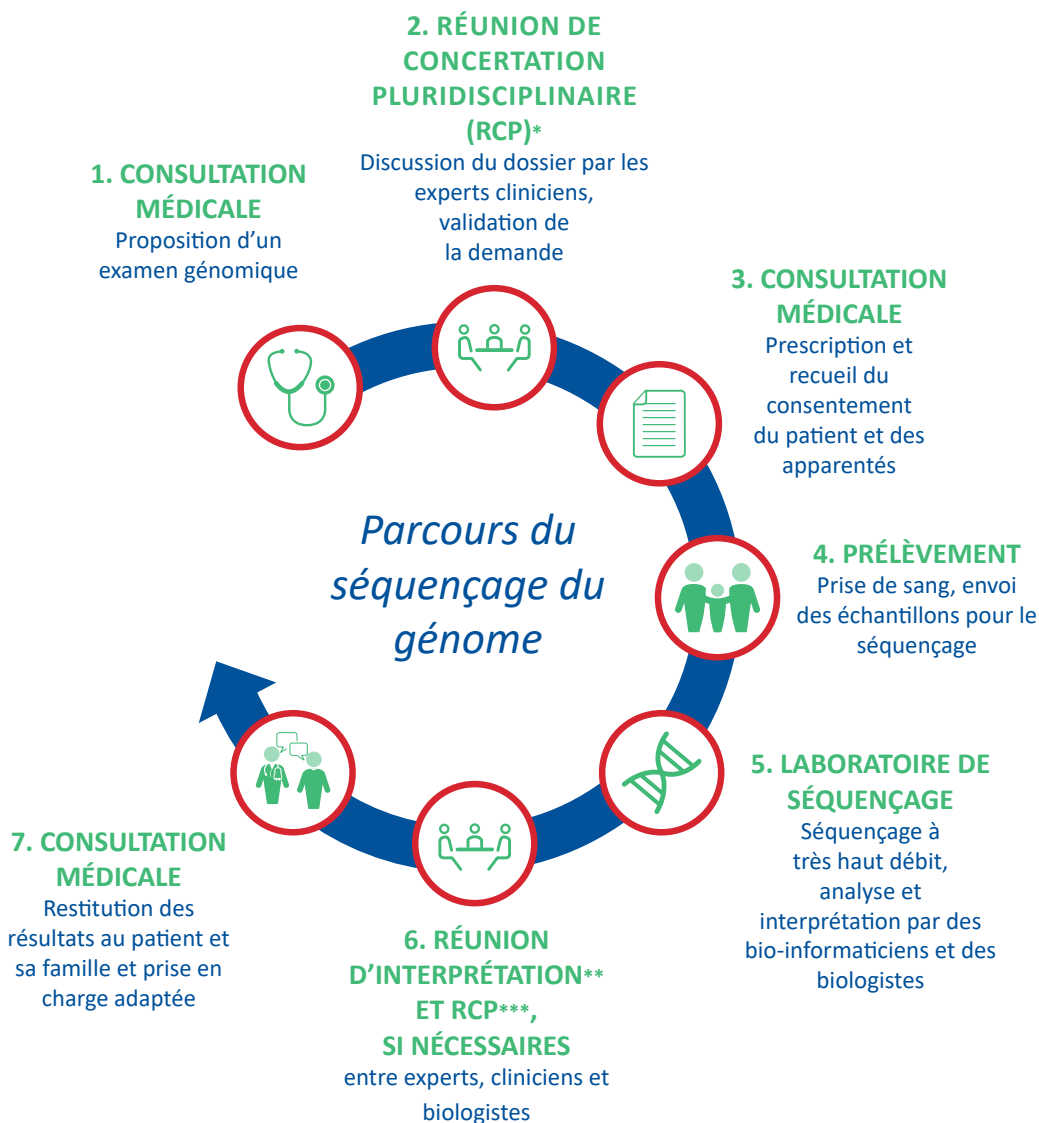 1. CONSULTATION
MÉDICALE
Proposition d’un
examen génomique
2. RÉUNION DE
CONCERTATION
PLURIDISCIPLINAIRE
(RCP)*
Discussion du dossier par les
experts cliniciens,
validation de
la demande
3. CONSULTATION
MÉDICALE
Prescription et
recueil du
consentement
du patient et des
apparentés
4. PRÉLÈVEMENT
Prise de sang, envoi
des échantillons pour le
séquençage
5. LABORATOIRE DE
SÉQUENÇAGE
Séquençage à
très haut débit,
analyse et
interprétation par des
bio-informaticiens et des
biologistes
6. RÉUNION
D’INTERPRÉTATION**
ET RCP***,
SI NÉCESSAIRES
entre experts, cliniciens et
biologistes
7. CONSULTATION
MÉDICALE
Restitution des
résultats au patient et
sa famille et prise en
charge adaptée
Parcours du
séquençage du
génome